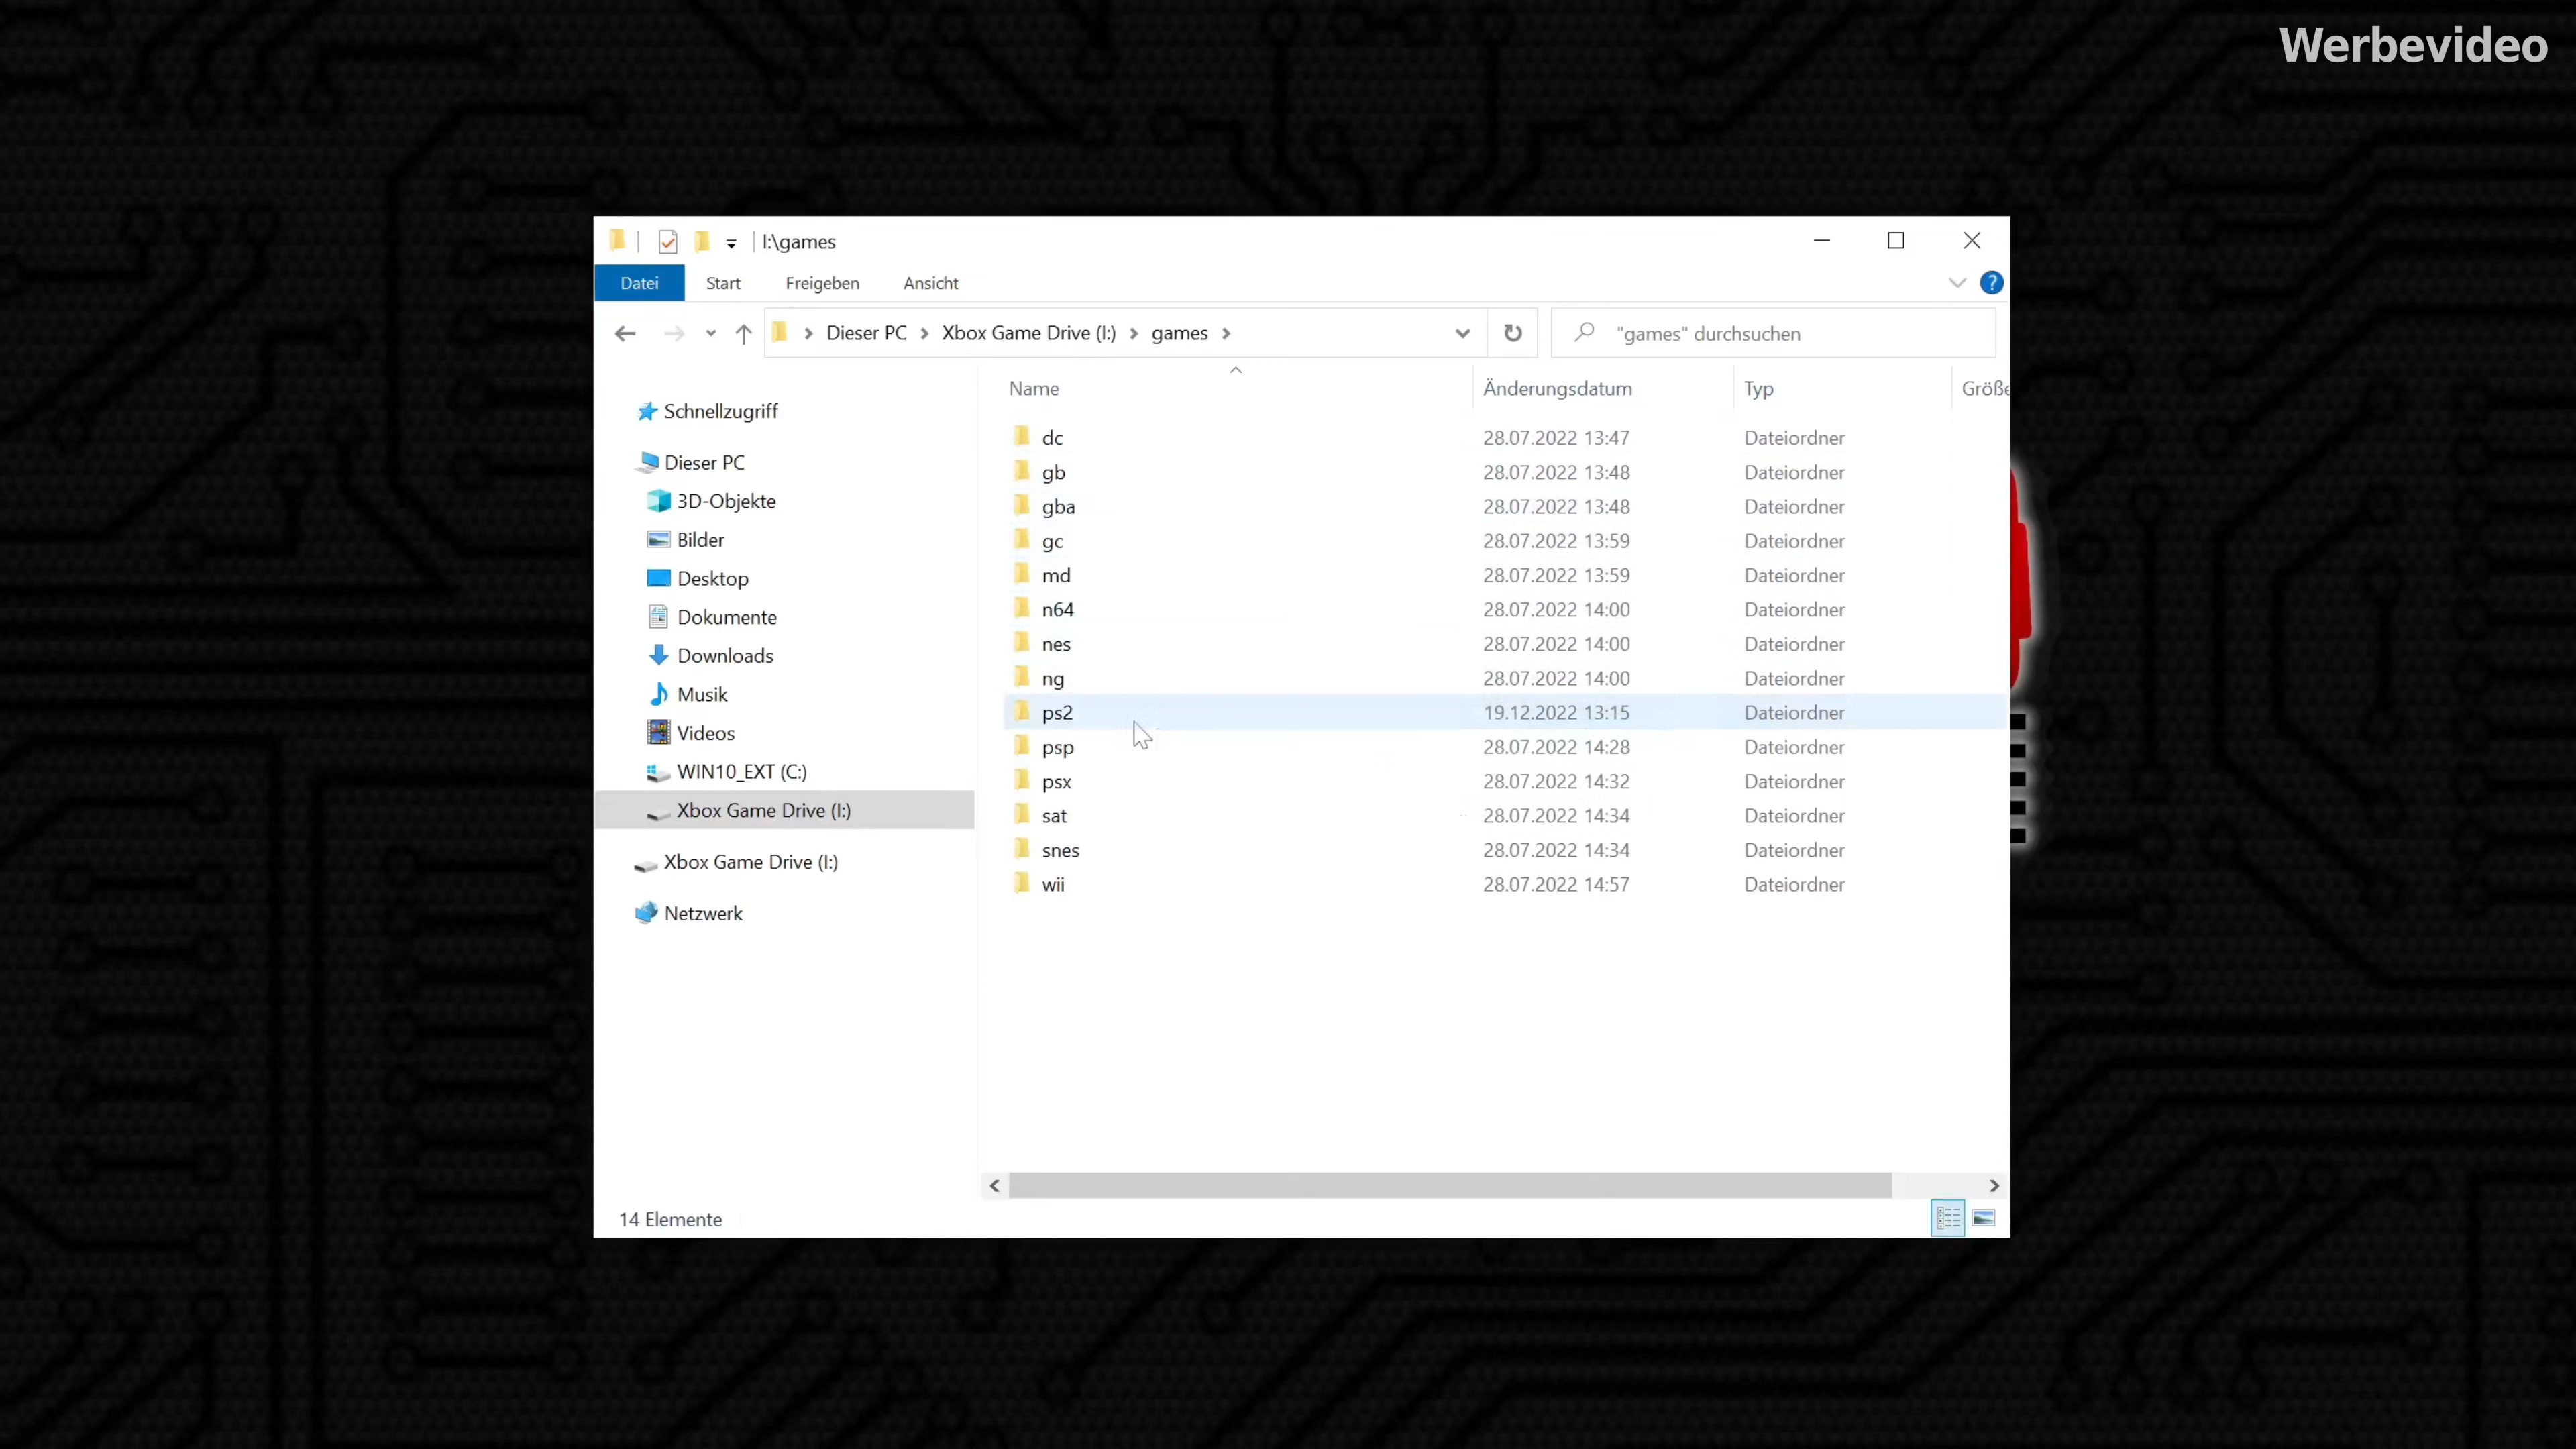 Werbevideo
I:\games
Datei Start Freigeben Ansicht
?
Dieser PC Xbox Game Drive (I:) games
"games" durchsuchen
Name Änderungsdatum Typ Größe
Schnellzugriff
Dieser PC
3D-Objekte
Bilder
Desktop
Dokumente
Downloads
Musik
Videos
WIN10_EXT (C:)
Xbox Game Drive (I:)
Xbox Game Drive (I:)
Netzwerk
dc 28.07.2022 13:47 Dateiordner
gb 28.07.2022 13:48 Dateiordner
gba 28.07.2022 13:48 Dateiordner
gc 28.07.2022 13:59 Dateiordner
md 28.07.2022 13:59 Dateiordner
n64 28.07.2022 14:00 Dateiordner
nes 28.07.2022 14:00 Dateiordner
ng 28.07.2022 14:00 Dateiordner
ps2 19.12.2022 13:15 Dateiordner
psp 28.07.2022 14:28 Dateiordner
psx 28.07.2022 14:32 Dateiordner
sat 28.07.2022 14:34 Dateiordner
snes 28.07.2022 14:34 Dateiordner
wii 28.07.2022 14:57 Dateiordner
14 Elemente